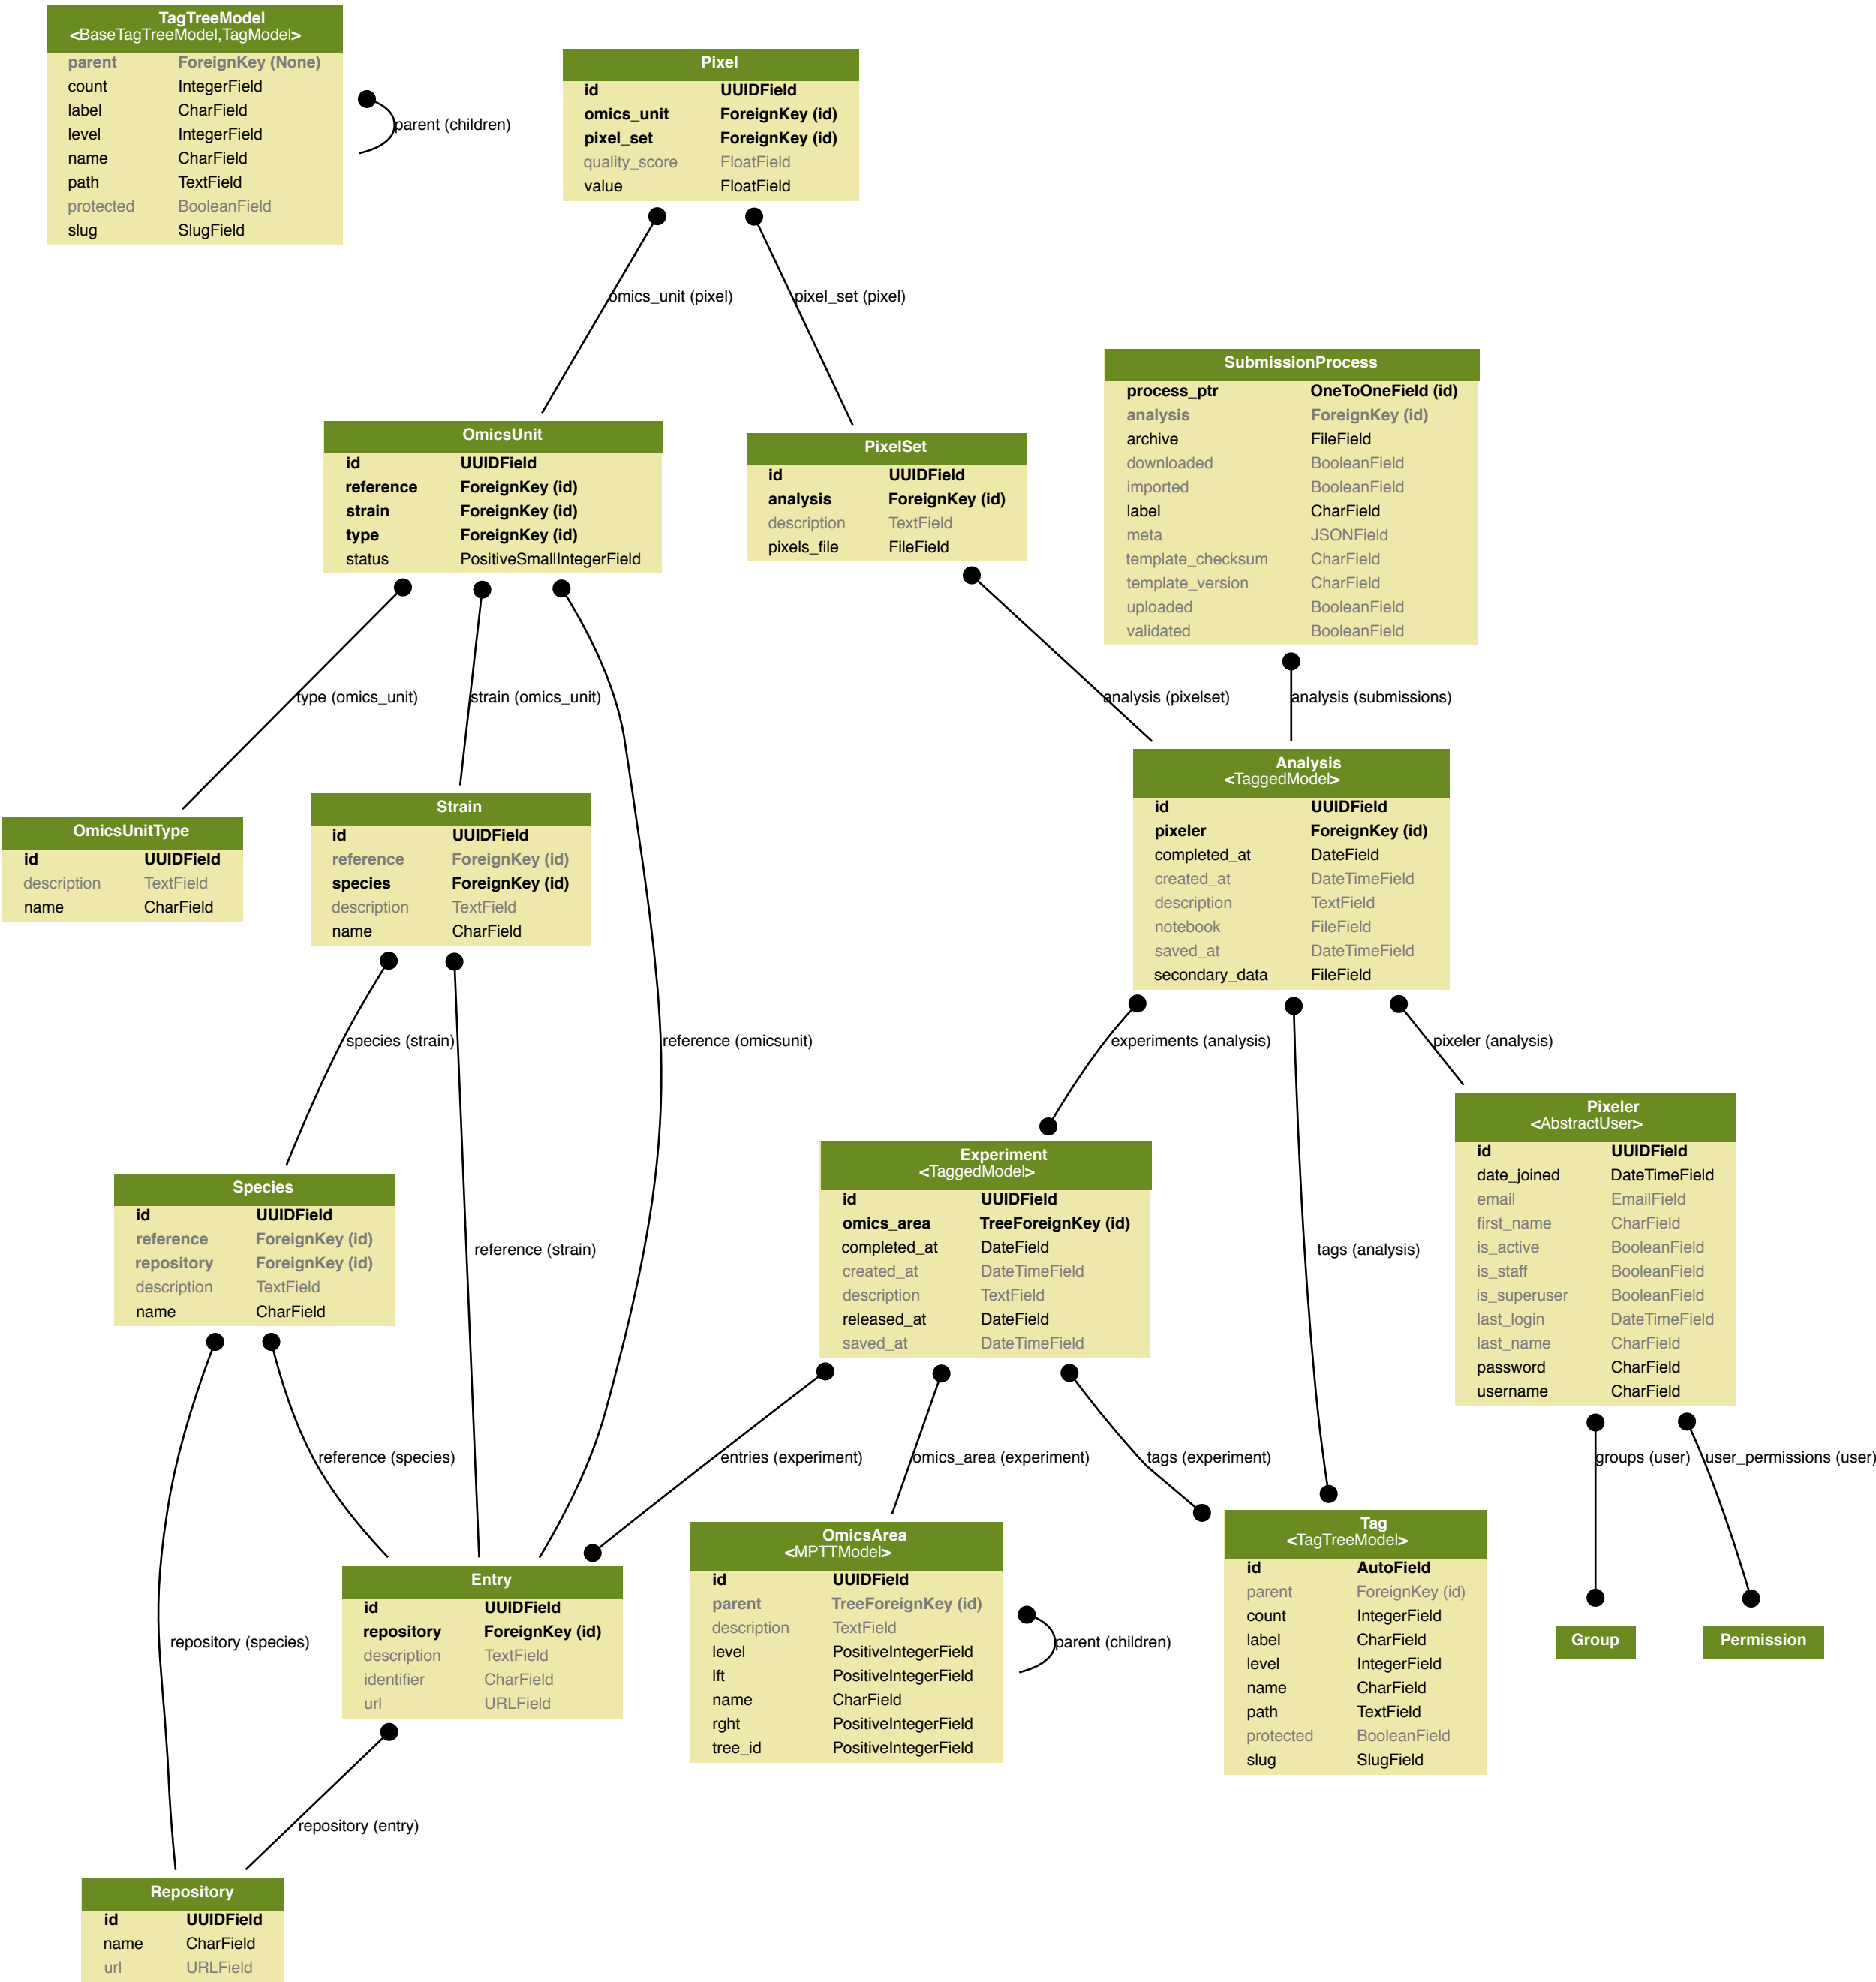 TagTreeModel
<BaseTagTreeModel,TagModel>
parent ForeignKey (None)
count IntegerField
label CharField
level IntegerField
name CharField
path TextField
protected BooleanField
slug SlugField
parent (children)
Pixel
id UUIDField
omics_unit ForeignKey (id)
pixel_set ForeignKey (id)
quality_score FloatField
value FloatField
omics_unit (pixel)
pixel_set (pixel)
SubmissionProcess
process_ptr OneToOneField (id)
analysis ForeignKey (id)
archive FileField
downloaded BooleanField
imported BooleanField
label CharField
meta JSONField
template_checksum CharField
template_version CharField
uploaded BooleanField
validated BooleanField
OmicsUnit
id UUIDField
reference ForeignKey (id)
strain ForeignKey (id)
type ForeignKey (id)
status PositiveSmallIntegerField
PixelSet
id UUIDField
analysis ForeignKey (id)
description TextField
pixels_file FileField
type (omics_unit)
strain (omics_unit)
analysis (pixelset)
analysis (submissions)
Analysis
<TaggedModel>
id UUIDField
pixeler ForeignKey (id)
completed_at DateField
created_at DateTimeField
description TextField
notebook FileField
saved_at DateTimeField
secondary_data FileField
OmicsUnitType
id UUIDField
description TextField
name CharField
Strain
id UUIDField
reference ForeignKey (id)
species ForeignKey (id)
description TextField
name CharField
species (strain)
reference (omicsunit)
experiments (analysis)
pixeler (analysis)
Pixeler
<AbstractUser>
id UUIDField
date_joined DateTimeField
email EmailField
first_name CharField
is_active BooleanField
is_staff BooleanField
is_superuser BooleanField
last_login DateTimeField
last_name CharField
password CharField
username CharField
Experiment
<TaggedModel>
id UUIDField
omics_area TreeForeignKey (id)
completed_at DateField
created_at DateTimeField
description TextField
released_at DateField
saved_at DateTimeField
Species
id UUIDField
reference ForeignKey (id)
repository ForeignKey (id)
description TextField
name CharField
reference (strain)
tags (analysis)
reference (species)
entries (experiment)
omics_area (experiment)
tags (experiment)
groups (user)
user_permissions (user)
Entry
id UUIDField
repository ForeignKey (id)
description TextField
identifier CharField
url URLField
OmicsArea
<MPTTModel>
id UUIDField
parent TreeForeignKey (id)
description TextField
level PositiveIntegerField
lft PositiveIntegerField
name CharField
rght PositiveIntegerField
tree_id PositiveIntegerField
parent (children)
Tag
<TagTreeModel>
id AutoField
parent ForeignKey (id)
count IntegerField
label CharField
level IntegerField
name CharField
path TextField
protected BooleanField
slug SlugField
Group
Permission
repository (species)
repository (entry)
Repository
id UUIDField
name CharField
url URLField